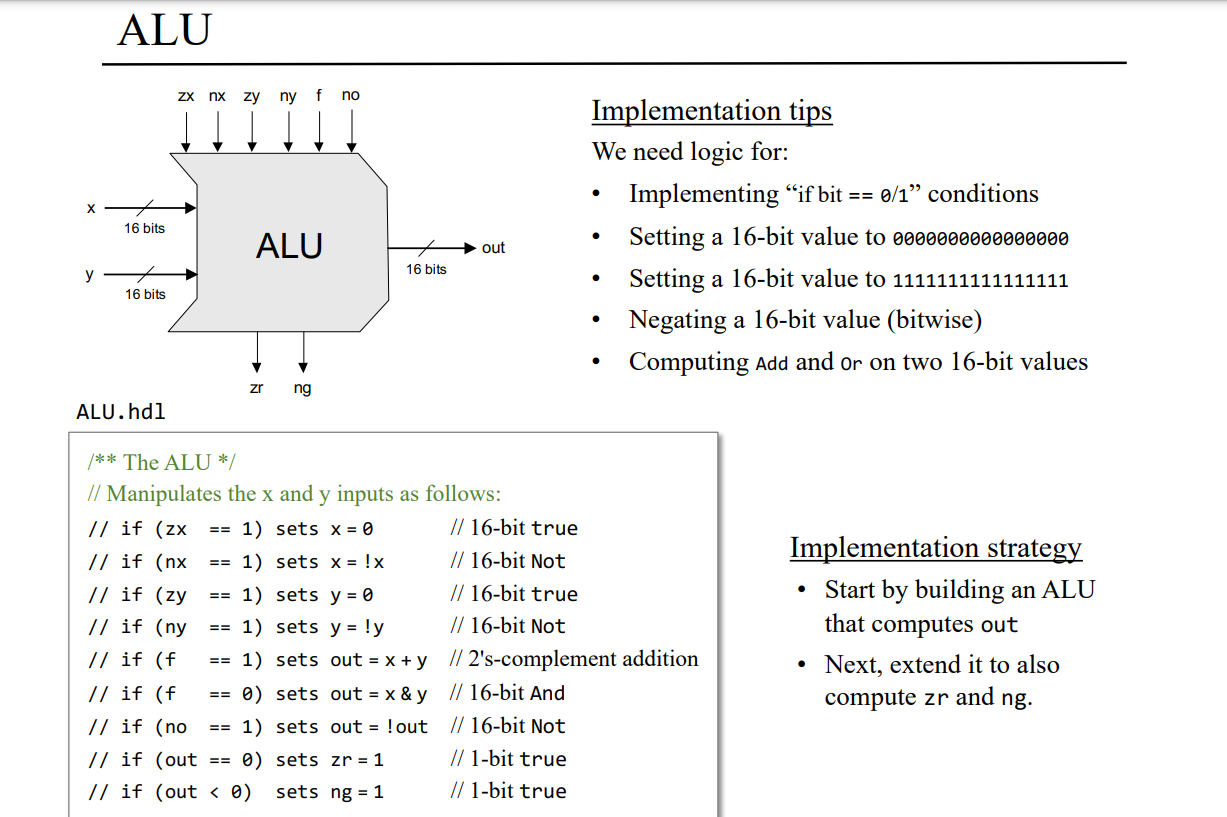 ALU
zx nx zy ny f no
x
16 bits
y
16 bits
ALU
out
16 bits
zr ng
Implementation tips
We need logic for:
• Implementing “if bit == 0/1” conditions
• Setting a 16-bit value to 0000000000000000
• Setting a 16-bit value to 1111111111111111
• Negating a 16-bit value (bitwise)
• Computing Add and Or on two 16-bit values
ALU.hdl
/** The ALU */
// Manipulates the x and y inputs as follows:
// if (zx == 1) sets x = 0 // 16-bit true
// if (nx == 1) sets x = !x // 16-bit Not
// if (zy == 1) sets y = 0 // 16-bit true
// if (ny == 1) sets y = !y // 16-bit Not
// if (f == 1) sets out = x + y // 2's-complement addition
// if (f == 0) sets out = x & y // 16-bit And
// if (no == 1) sets out = !out // 16-bit Not
// if (out == 0) sets zr = 1 // 1-bit true
// if (out < 0) sets ng = 1 // 1-bit true
Implementation strategy
• Start by building an ALU
that computes out
• Next, extend it to also
compute zr and ng.